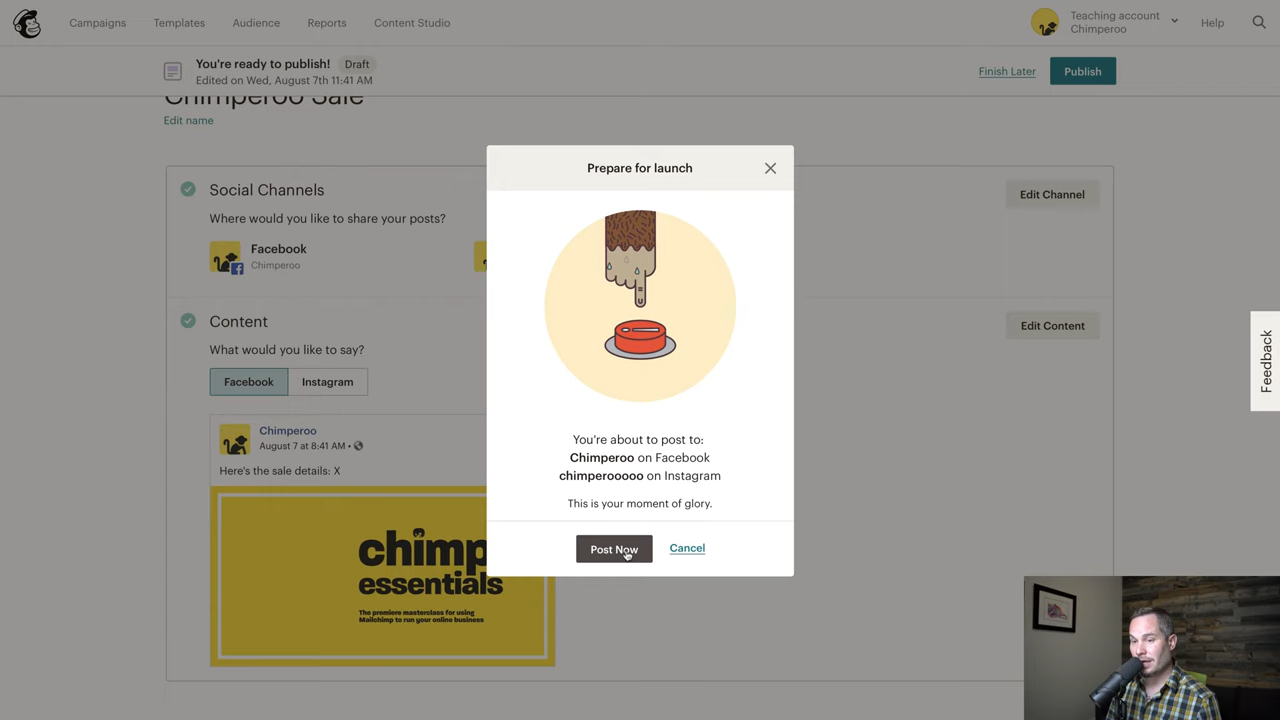 Campaigns
Templates
Audience
Reports
Content Studio
Teaching account
Chimperoo
Help
You're ready to publish!
Draft
Edited on Wed, August 7th 11:41 AM
Finish Later
Publish
Chimperoo Sale
Edit name
Social Channels
Where would you like to share your posts?
Edit Channel
Facebook
Chimperoo
Content
What would you like to say?
Edit Content
Facebook
Instagram
Chimperoo
August 7 at 8:41 AM •
Here's the sale details: X
chimp
essentials
The premiere masterclass for using
Mailchimp to run your online business
Prepare for launch
You're about to post to:
Chimperoo on Facebook
chimperooooo on Instagram
This is your moment of glory.
Post Now
Cancel
Feedback